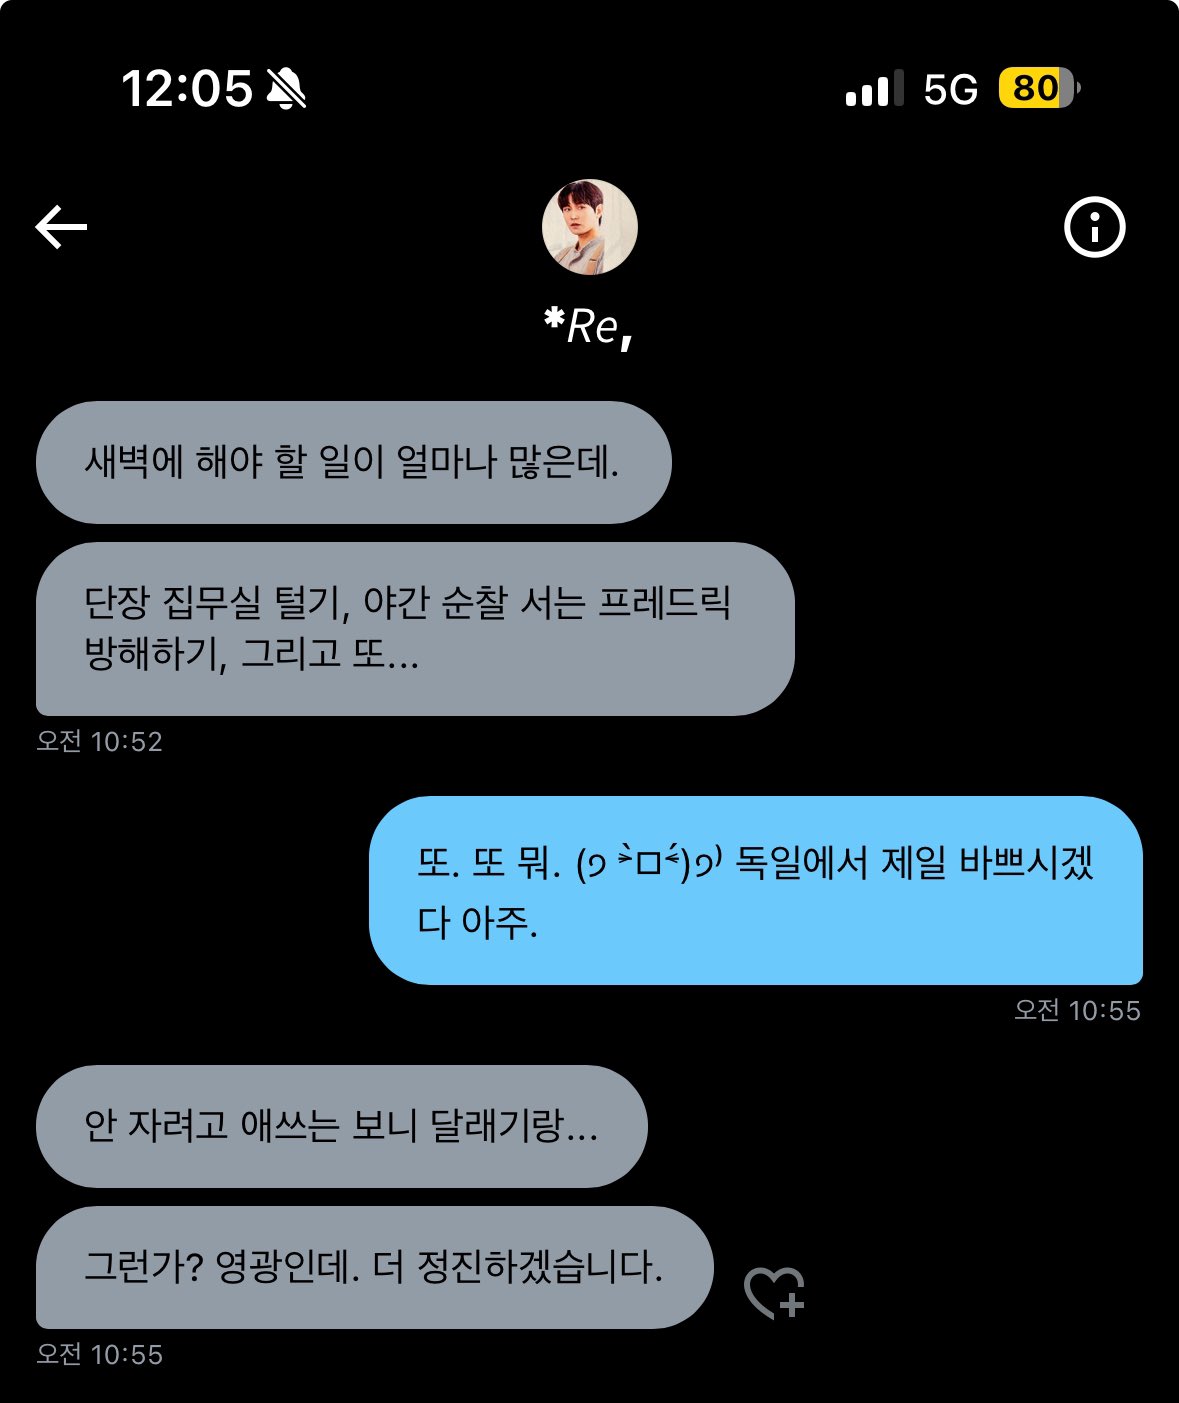 12:05
5G
80
*Re,
새벽에 해야 할 일이 얼마나 많은데.
단장 집무실 털기, 야간 순찰 서는 프레드릭
방해하기, 그리고 또...
오전 10:52
또. 또 뭐. (໑ ˋ̶ロˊ̶)໑⁾ 독일에서 제일 바쁘시겠
다 아주.
오전 10:55
안 자려고 애쓰는 보니 달래기랑...
그런가? 영광인데. 더 정진하겠습니다.
오전 10:55